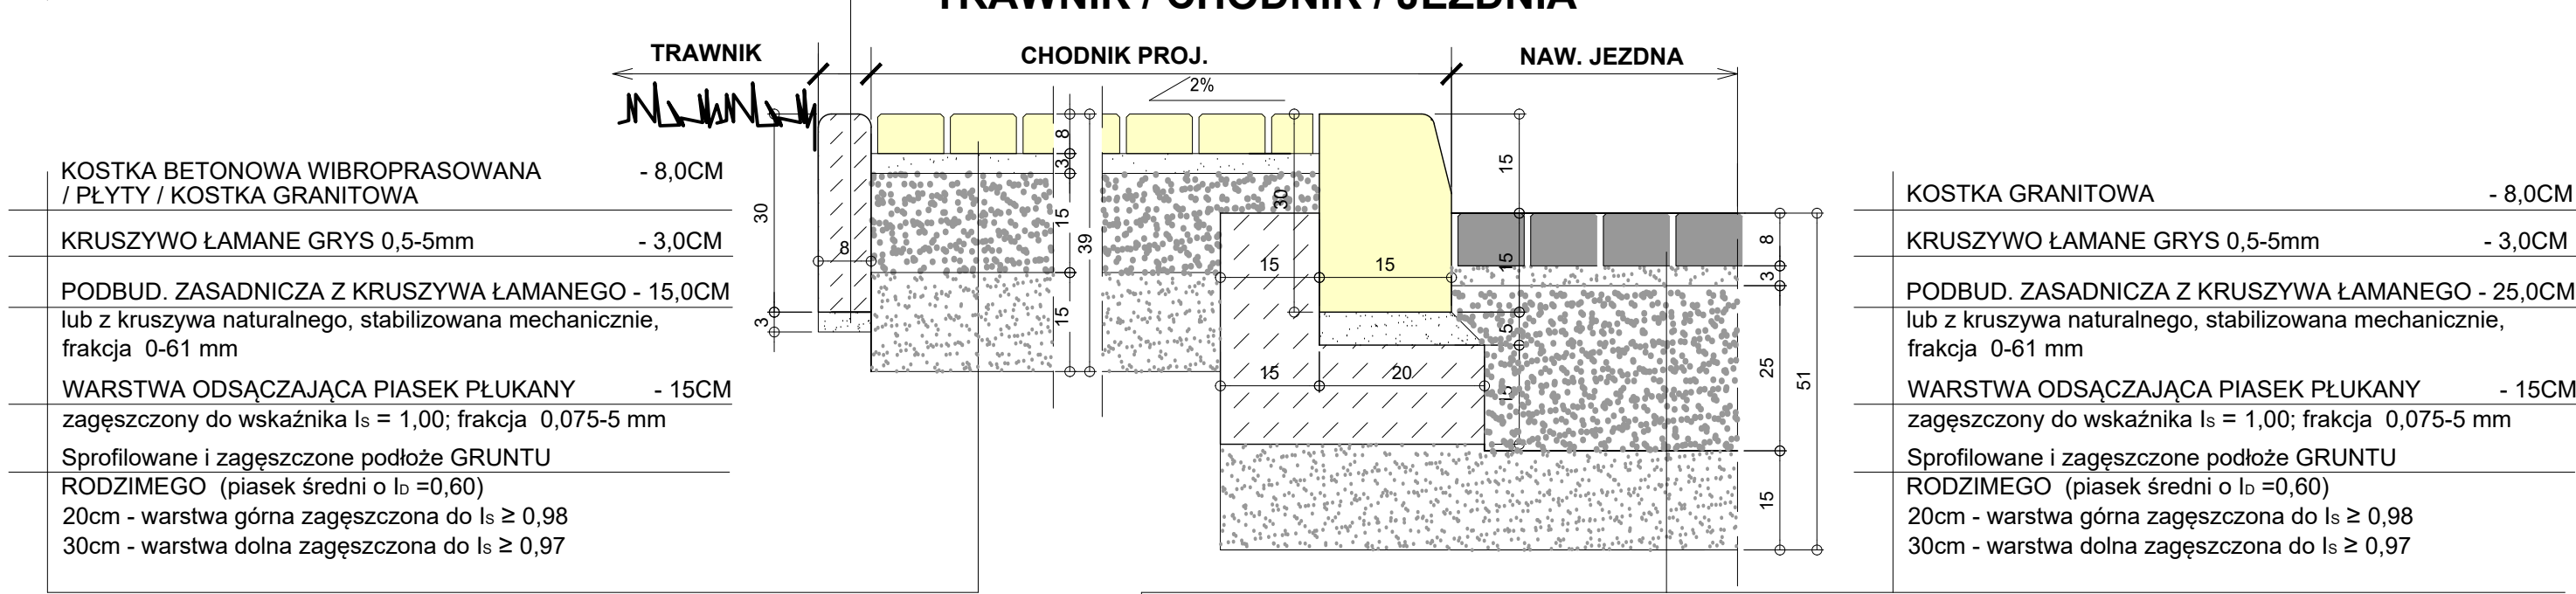 TRAWNIK / CHODNIK / JEZDNIA
TRAWNIK
CHODNIK PROJ.
NAW. JEZDNA
2%
KOSTKA BETONOWA WIBROPRASOWANA - 8,0CM
/ PŁYTY / KOSTKA GRANITOWA
KRUSZYWO ŁAMANE GRYS 0,5-5mm - 3,0CM
PODBUD. ZASADNICZA Z KRUSZYWA ŁAMANEGO - 15,0CM
lub z kruszywa naturalnego, stabilizowana mechanicznie,
frakcja 0-61 mm
WARSTWA ODSĄCZAJĄCA PIASEK PŁUKANY - 15CM
zagęszczony do wskaźnika Is = 1,00; frakcja 0,075-5 mm
Sprofilowane i zagęszczone podłoże GRUNTU
RODZIMEGO (piasek średni o ID =0,60)
20cm - warstwa górna zagęszczona do Is ≥ 0,98
30cm - warstwa dolna zagęszczona do Is ≥ 0,97
30
3
8
8
3
15
15
39
30
15
15
15
20
15
15
5
15
8
3
25
15
51
KOSTKA GRANITOWA - 8,0CM
KRUSZYWO ŁAMANE GRYS 0,5-5mm - 3,0CM
PODBUD. ZASADNICZA Z KRUSZYWA ŁAMANEGO - 25,0CM
lub z kruszywa naturalnego, stabilizowana mechanicznie,
frakcja 0-61 mm
WARSTWA ODSĄCZAJĄCA PIASEK PŁUKANY - 15CM
zagęszczony do wskaźnika Is = 1,00; frakcja 0,075-5 mm
Sprofilowane i zagęszczone podłoże GRUNTU
RODZIMEGO (piasek średni o ID =0,60)
20cm - warstwa górna zagęszczona do Is ≥ 0,98
30cm - warstwa dolna zagęszczona do Is ≥ 0,97